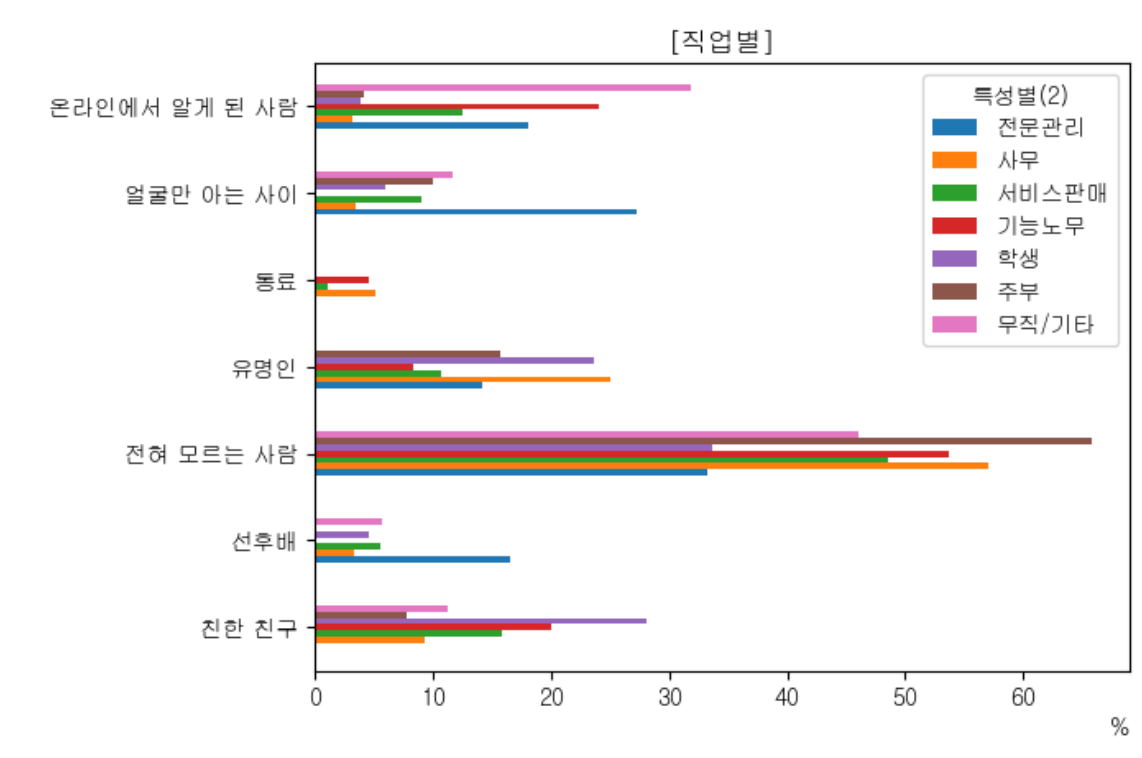 [직업별]
온라인에서 알게 된 사람
얼굴만 아는 사이
동료
유명인
전혀 모르는 사람
선후배
친한 친구
특성별(2)
전문관리
사무
서비스판매
기능노무
학생
주부
무직/기타
0 10 20 30 40 50 60
%